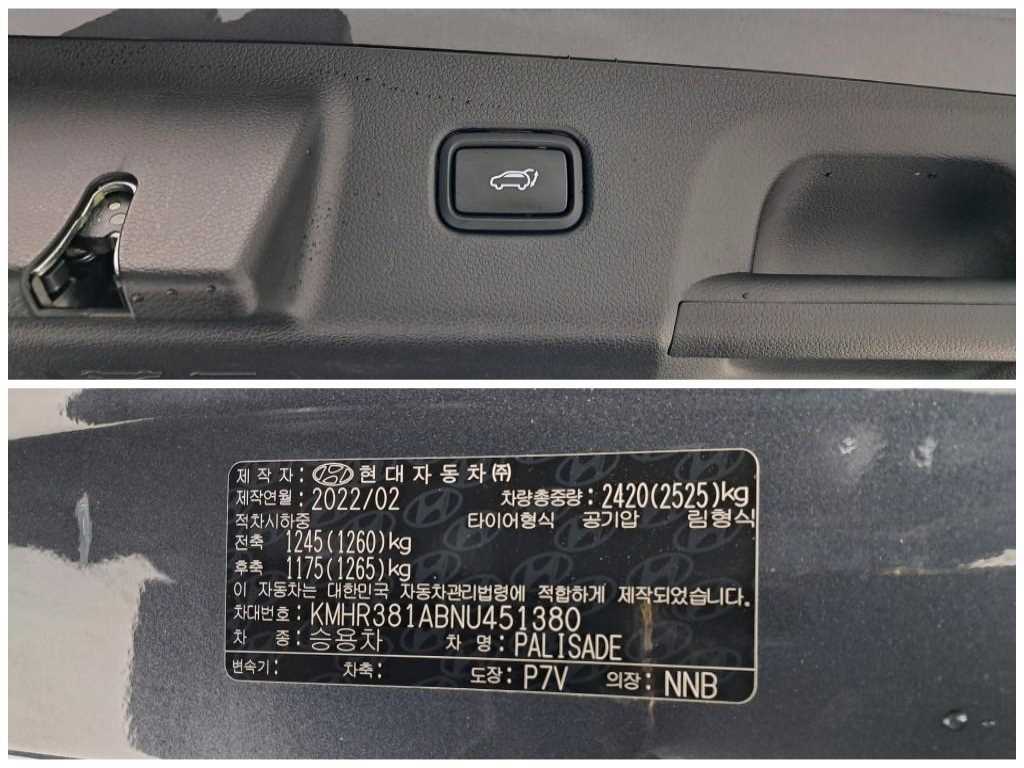 제 작 자 : 현대자동차㈜
제작연월 : 2022/02 차량총중량: 2420(2525)kg
적차시하중 타이어형식 공기압 림형식
전축 1245(1260)kg
후축 1175(1265)kg
이 자동차는 대한민국 자동차관리법령에 적합하게 제작되었습니다.
차대번호 : KMHR381ABNU451380
차 종 : 승용차 차 명 : PALISADE
변속기 : 차축 : 도장 : P7V 의장 : NNB